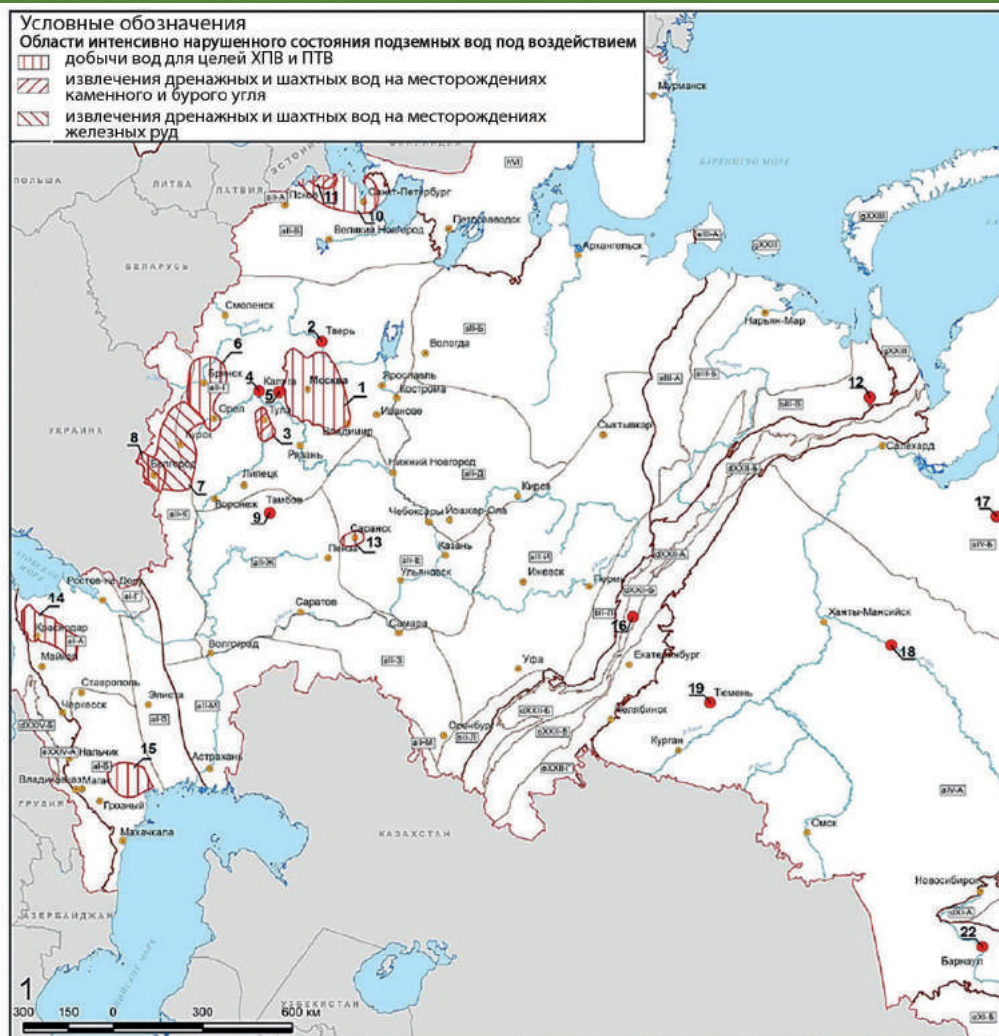 Условные обозначения
Области интенсивно нарушенного состояния подземных вод под воздействием
добычи вод для целей ХПВ и ПТВ
извлечения дренажных и шахтных вод на месторождениях
каменного и бурого угля
извлечения дренажных и шахтных вод на месторождениях
железных руд
Мурманск
БАРЕНЦЕВО МОРЕ
ПОЛЬША
ЛИТВА
ЛАТВИЯ
ЭСТОНИЯ
Псков
11
Санкт-Петербург
10
Великий Новгород
Петрозаводск
Архангельск
БЕЛАРУСЬ
Смоленск
2
Тверь
Вологда
Нарьян-Мар
6
Брянск
4
Калуга
5
Москва
1
Ярославль
Кострома
Иваново
12
Орел
Тула
3
Владимир
Рязань
Сыктывкар
Салехард
УКРАИНА
8
Курск
Белгород
7
Липецк
Нижний Новгород
Киров
Воронеж
Тамбов
9
Чебоксары
Йошкар-Ола
17
Саранск
13
Пенза
Казань
Ульяновск
Ижевск
Пермь
Ростов-на-Дону
Саратов
Самара
16
Ханты-Мансийск
18
14
Краснодар
Майкоп
Волгоград
Уфа
Екатеринбург
19
Тюмень
Ставрополь
Черкесск
Элиста
Оренбург
Челябинск
Курган
Нальчик
15
Астрахань
Владикавказ
Магас
Грозный
ГРУЗИЯ
Махачкала
КАЗАХСТАН
Омск
Новосибирск
АЗЕРБАЙДЖАН
22
Барнаул
УЗБЕКИСТАН
1
300 150 0 300 600 км